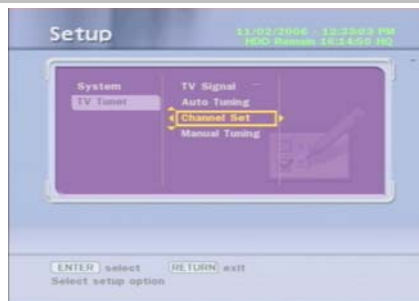 Setup
11/02/2006 - 12:33:03 PM
HDD Remain 16:14:50 HQ
System
TV Tuner
TV Signal
Auto Tuning
Channel Set
Manual Tuning
ENTER select RETURN exit
Select setup option